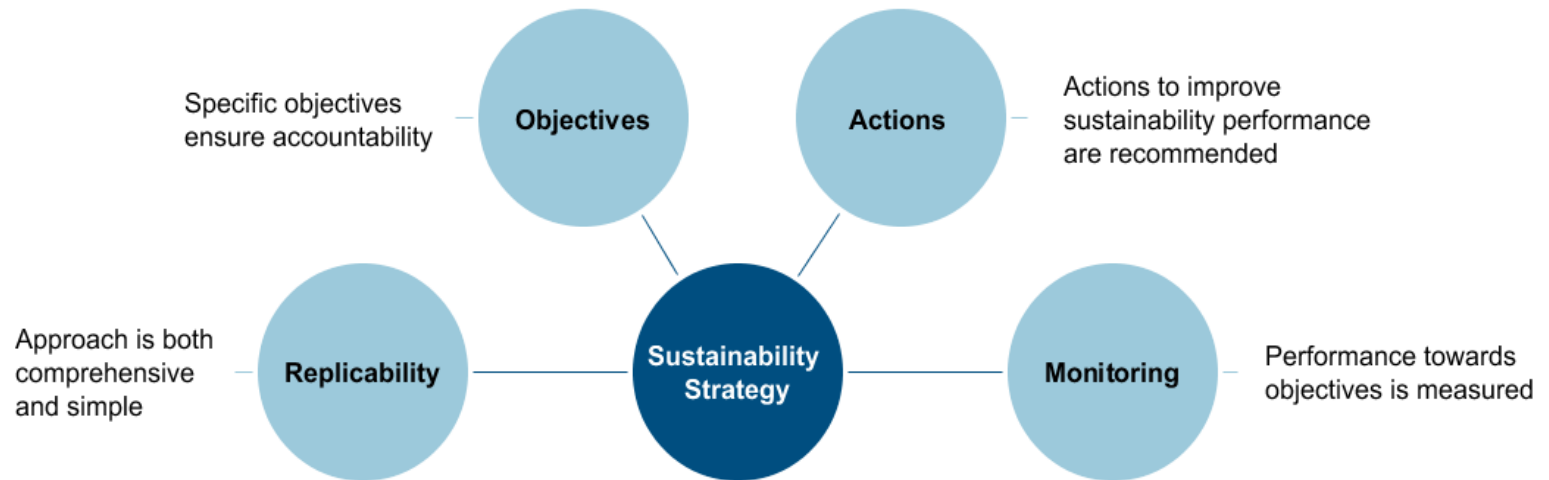 Specific objectives
ensure accountability
Objectives
Actions
Actions to improve
sustainability performance
are recommended
Approach is both
comprehensive
and simple
Replicability
Sustainability
Strategy
Monitoring
Performance towards
objectives is measured